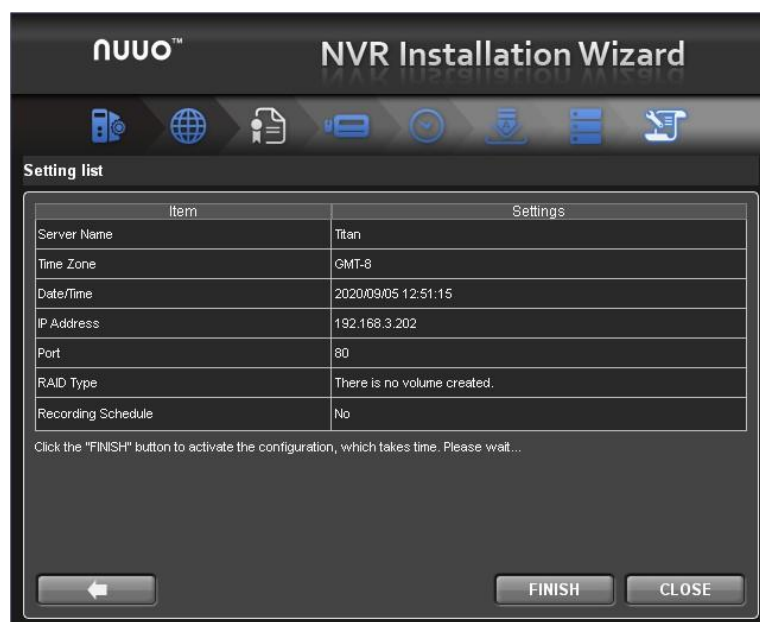 nuuo™ NVR Installation Wizard
Setting list
Item Settings
Server Name Titan
Time Zone GMT-8
Date/Time 2020/09/05 12:51:15
IP Address 192.168.3.202
Port 80
RAID Type There is no volume created.
Recording Schedule No
Click the "FINISH" button to activate the configuration, which takes time. Please wait...
FINISH CLOSE